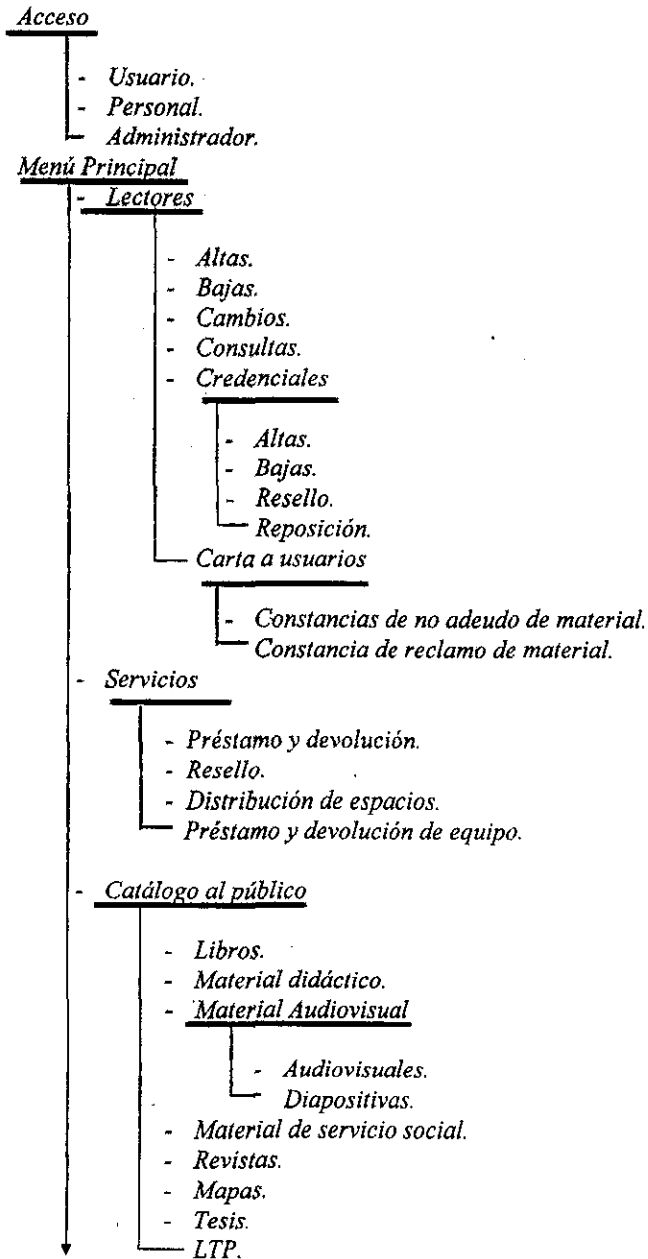 Acceso
- Usuario.
- Personal.
Administrador.
Menú Principal
- Lectores
- Altas.
- Bajas.
- Cambios.
- Consultas.
- Credenciales
- Altas.
- Bajas.
- Resello.
Reposición.
Carta a usuarios
- Constancias de no adeudo de material.
Constancia de reclamo de material.
- Servicios
- Préstamo y devolución.
- Resello.
- Distribución de espacios.
Préstamo y devolución de equipo.
- Catálogo al público
- Libros.
- Material didáctico.
- Material Audiovisual
- Audiovisuales.
Diapositivas.
- Material de servicio social.
- Revistas.
- Mapas.
- Tesis.
LTP.